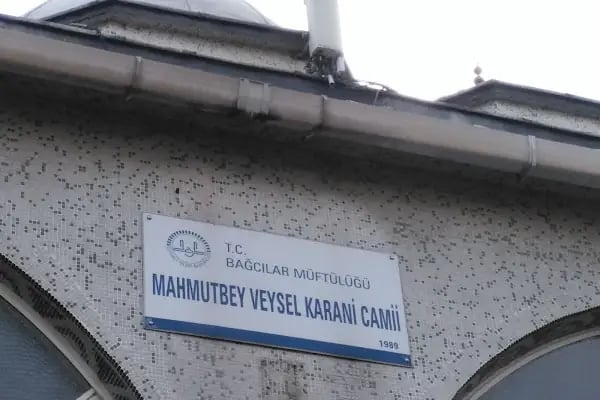 T.C.
BAĞCILAR MÜFTÜLÜĞÜ
MAHMUTBEY VEYSEL KARANİ CAMİİ
1989